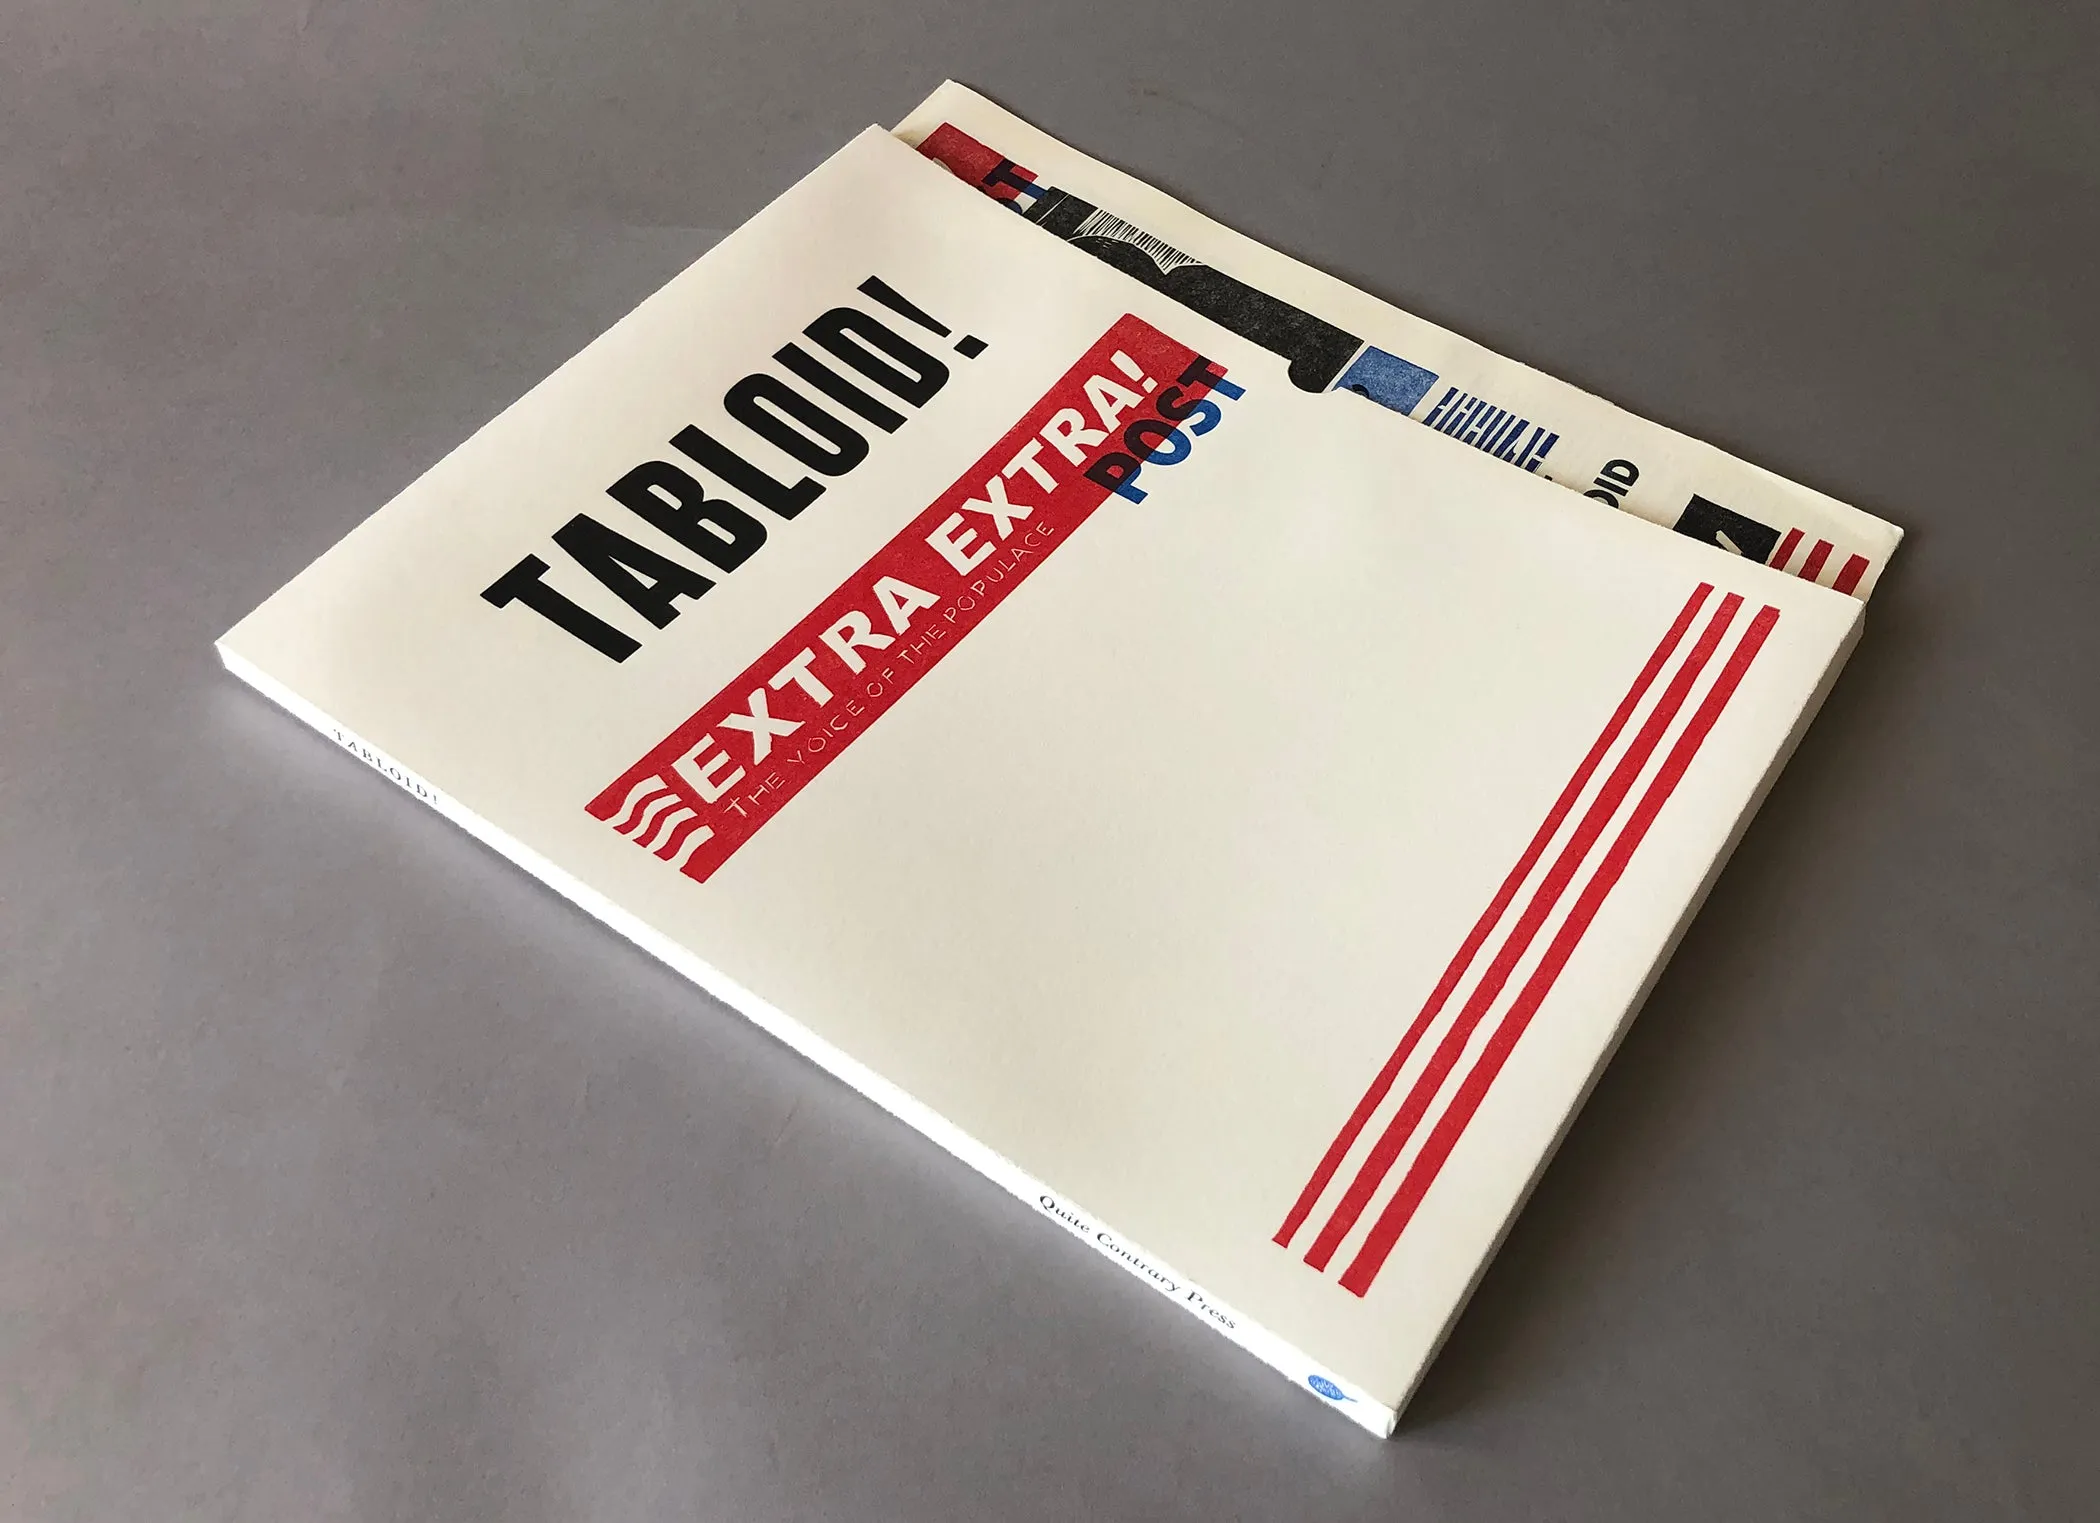 TABLOID!
EXTRA EXTRA!
POST
THE VOICE OF THE POPULACE
TABLOID!
Quite Contrary Press